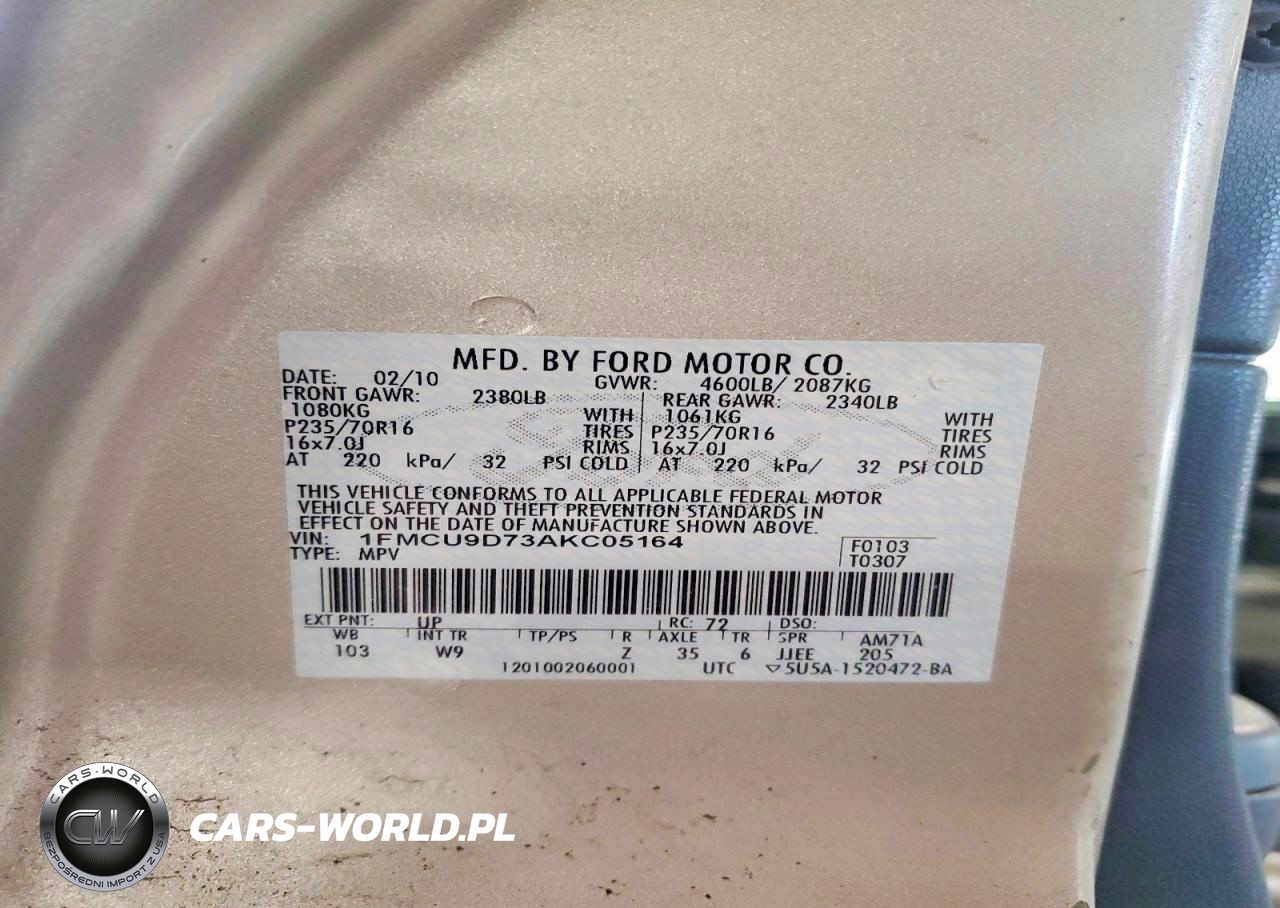 MFD. BY FORD MOTOR CO.
DATE: 02/10 GVWR: 4600LB/ 2087KG
FRONT GAWR: 2380LB REAR GAWR: 2340LB
1080KG WITH 1061KG WITH
P235/70R16 TIRES P235/70R16 TIRES
16x7.0J RIMS 16x7.0J RIMS
AT 220 kPa/ 32 PSI COLD AT 220 kPa/ 32 PSI COLD
THIS VEHICLE CONFORMS TO ALL APPLICABLE FEDERAL MOTOR
VEHICLE SAFETY AND THEFT PREVENTION STANDARDS IN
EFFECT ON THE DATE OF MANUFACTURE SHOWN ABOVE.
VIN: 1FMCU9D73AKC05164
TYPE: MPV
F0103
T0307
EXT PNT: UP RC: 72 DSO:
WB INT TR TP/PS R AXLE TR SPR AM71A
103 W9 Z 35 6 JJEE 205
1201002060001 UTC ▽5U5A-1520472-BA
CARS-WORLD
CW
BEZPOŚREDNI IMPORT Z USA
CARS-WORLD.PL